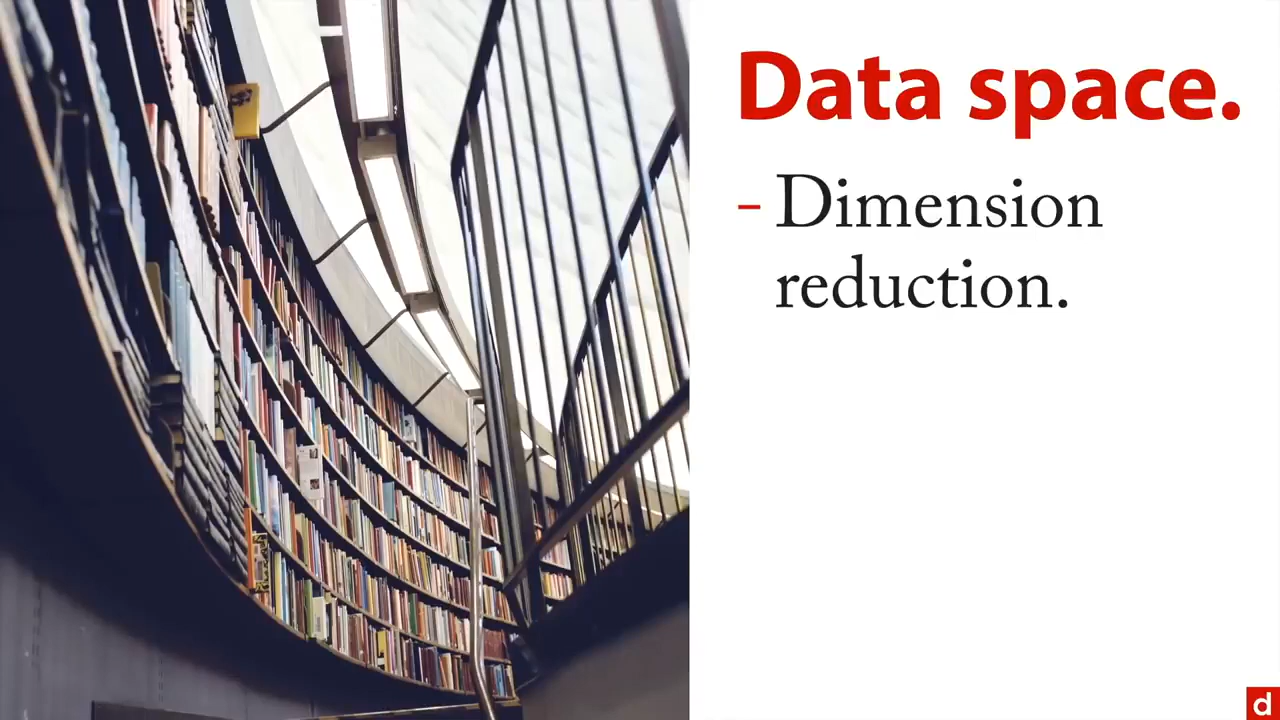 Data space.
- Dimension
reduction.
d